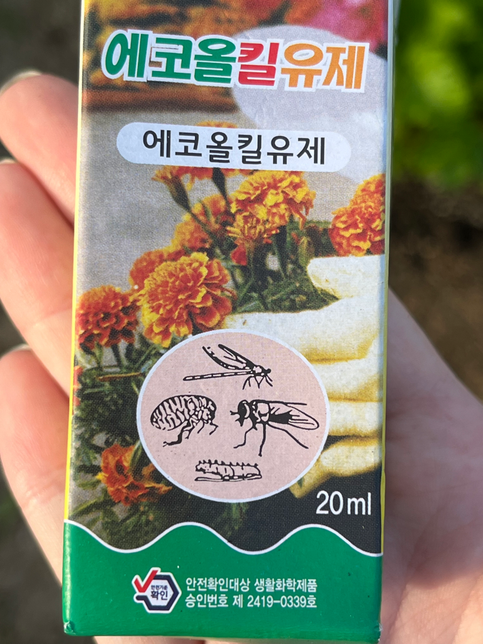 에코올킬유제
에코올킬유제
20ml
안전기준
확인
안전확인대상 생활화학제품
승인번호 제 2419-0339호